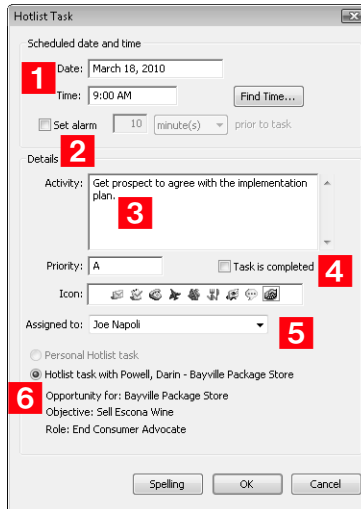 Hotlist Task
Scheduled date and time
1
Date: March 18, 2010
Time: 9:00 AM Find Time...
Set alarm 10 minute(s) prior to task
2
Details
Activity: Get prospect to agree with the implementation
plan.
3
Priority: A Task is completed
4
Icon:
Assigned to: Joe Napoli
5
Personal Hotlist task
Hotlist task with Powell, Darin - Bayville Package Store
6
Opportunity for: Bayville Package Store
Objective: Sell Escona Wine
Role: End Consumer Advocate
Spelling OK Cancel